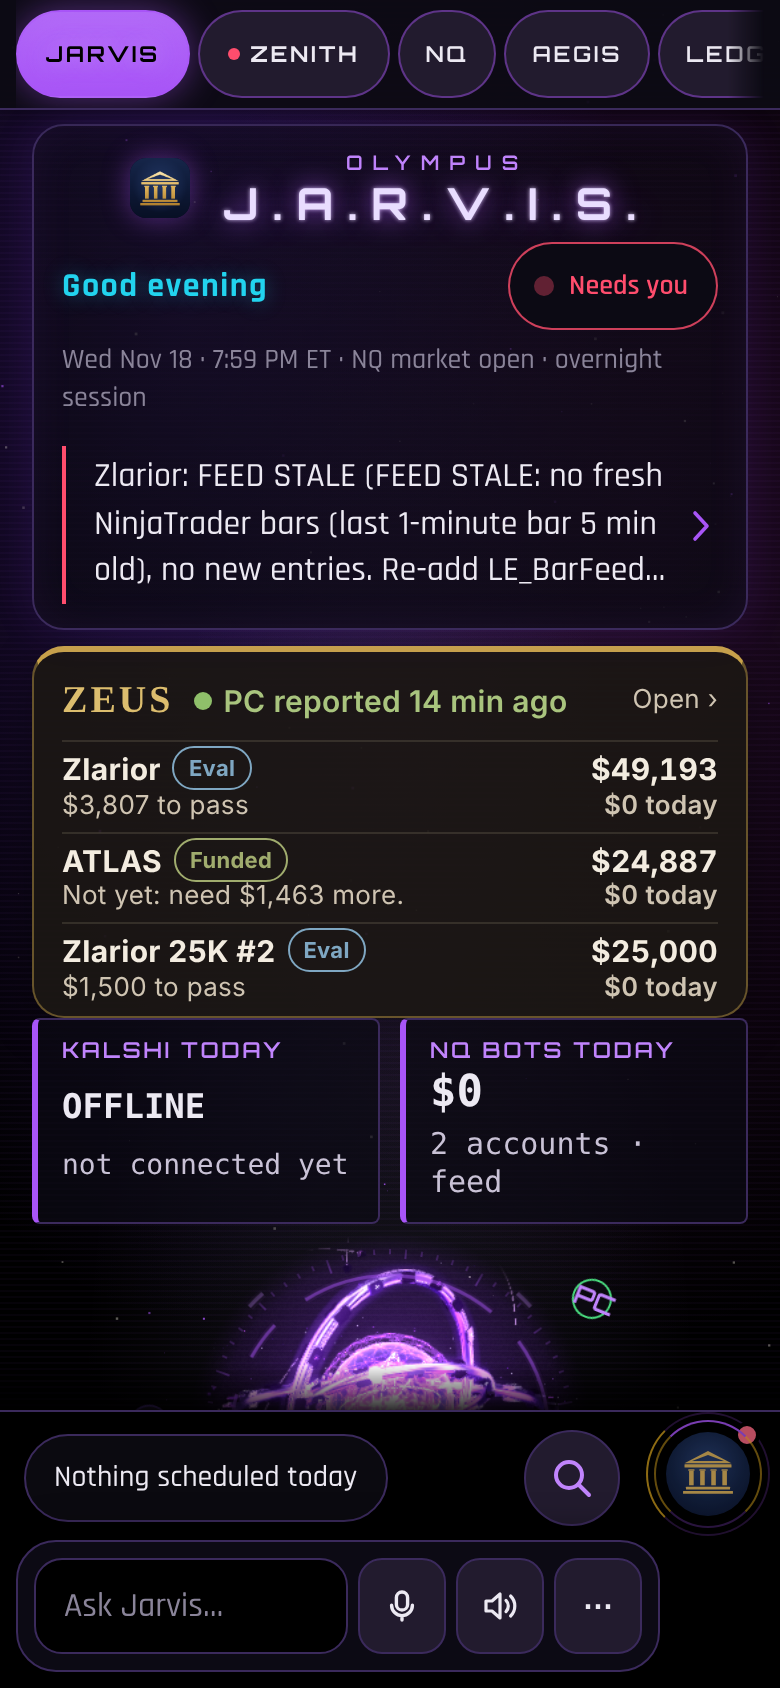 JARVIS
ZENITH
NQ
AEGIS
LEDG
OLYMPUS
J.A.R.V.I.S.
Good evening
Needs you
Wed Nov 18 · 7:59 PM ET · NQ market open · overnight
session
Zlarior: FEED STALE (FEED STALE: no fresh
NinjaTrader bars (last 1-minute bar 5 min
old), no new entries. Re-add LE_BarFeed...
ZEUS
PC reported 14 min ago
Open ›
Zlarior Eval $49,193
$3,807 to pass $0 today
ATLAS Funded $24,887
Not yet: need $1,463 more. $0 today
Zlarior 25K #2 Eval $25,000
$1,500 to pass $0 today
KALSHI TODAY
OFFLINE
not connected yet
NQ BOTS TODAY
$0
2 accounts ·
feed
PC
Nothing scheduled today
Ask Jarvis...